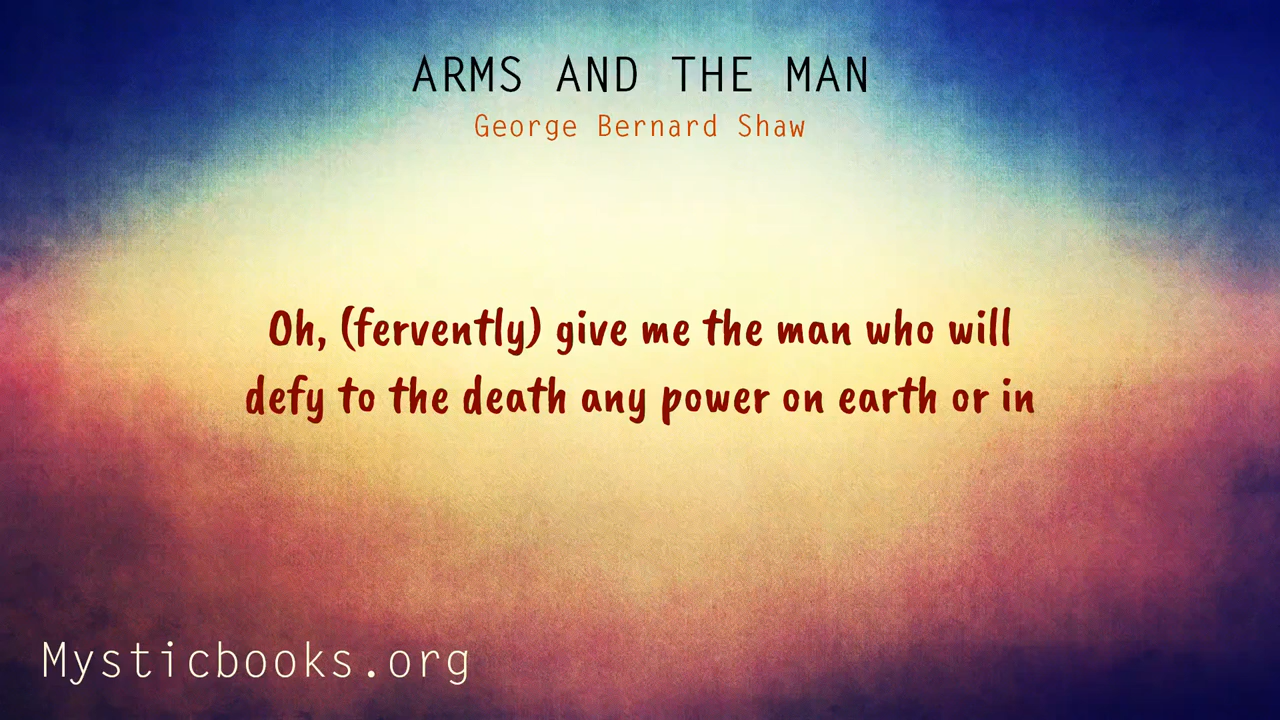 ARMS AND THE MAN
George Bernard Shaw
Oh, (fervently) give me the man who will
defy to the death any power on earth or in
Mysticbooks.org